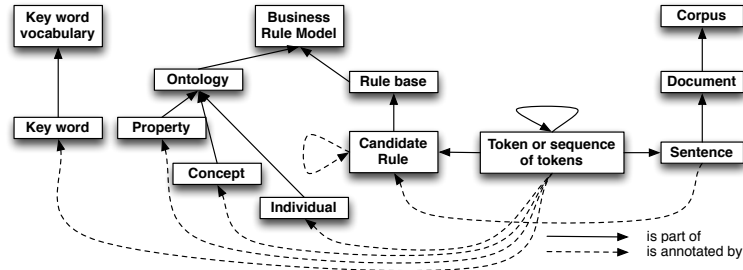 Key word
vocabulary
Business
Rule Model
Corpus
Ontology
Rule base
Document
Key word
Property
Candidate
Rule
Token or sequence
of tokens
Sentence
Concept
Individual
is part of
is annotated by